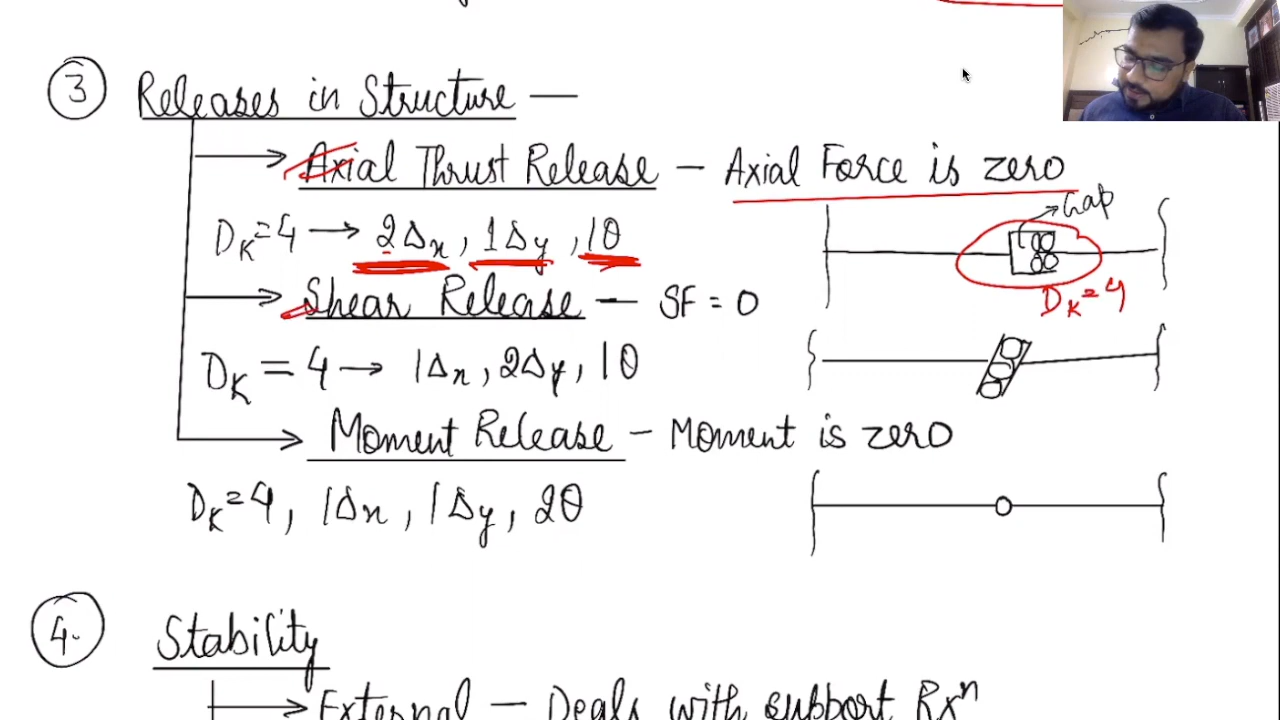 3 Releases in Structure —
Axial Thrust Release — Axial Force is zero
Gap
DK=4 → 2Δx, 1Δy, 1θ
DK=4
Shear Release — SF = 0
DK = 4 → 1Δx, 2Δy, 1θ
Moment Release — Moment is zero
DK=4, 1Δx, 1Δy, 2θ
4. Stability
External — Deals with support Rxⁿ